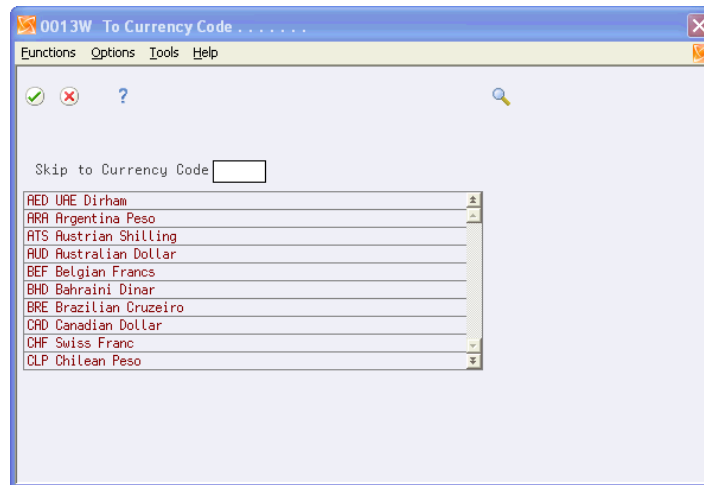 0013W To Currency Code . . . . . . .
Functions Options Tools Help
?
Skip to Currency Code
AED UAE Dirham
ARA Argentina Peso
ATS Austrian Shilling
AUD Australian Dollar
BEF Belgian Francs
BHD Bahraini Dinar
BRE Brazilian Cruzeiro
CAD Canadian Dollar
CHF Swiss Franc
CLP Chilean Peso